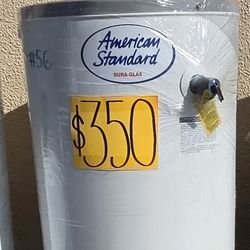 American
Standard
DURA-GLAS
#56
$350